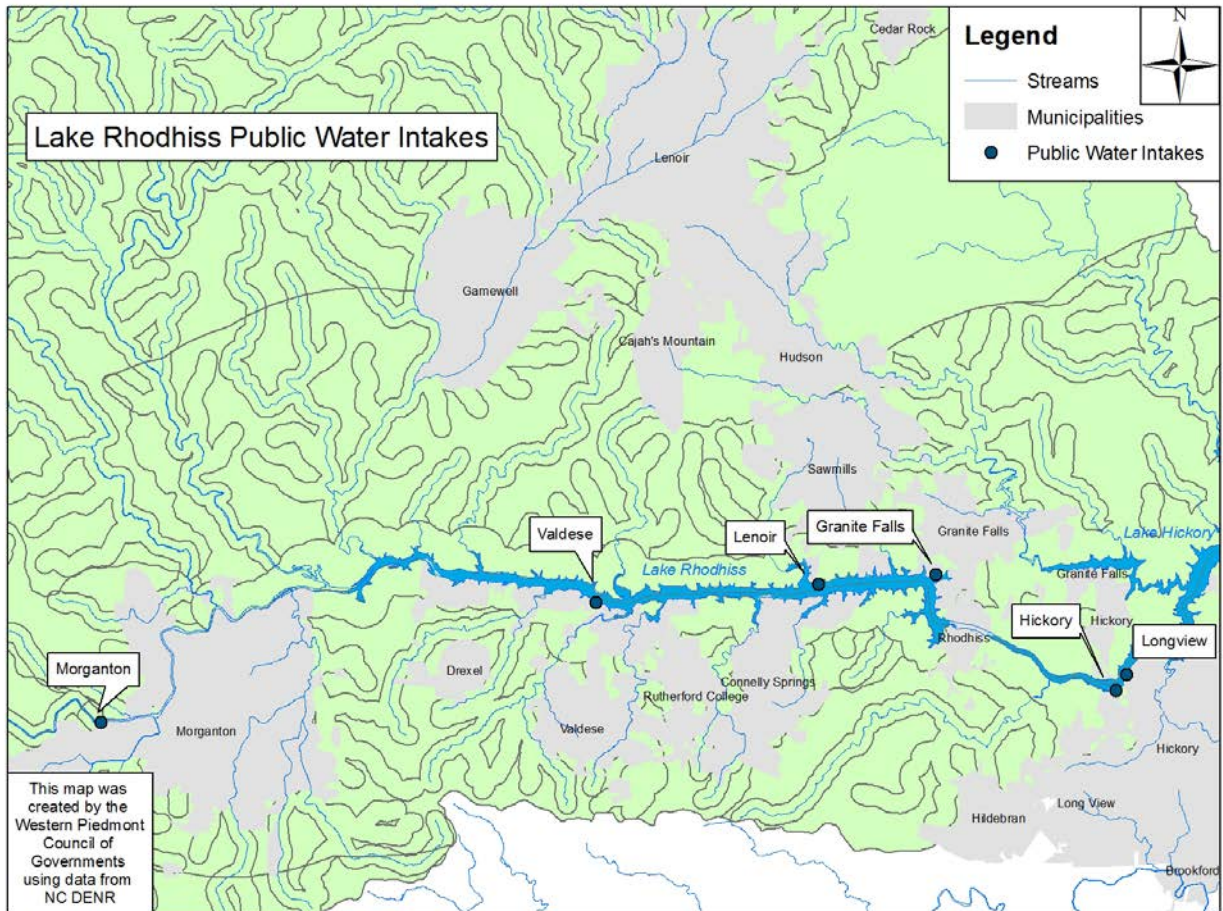 Lake Rhodhiss Public Water Intakes
Legend
Streams
Municipalities
Public Water Intakes
N
Cedar Rock
Lenoir
Gamewell
Cajah's Mountain
Hudson
Sawmills
Granite Falls
Valdese
Lenoir
Granite Falls
Lake Hickory
Lake Rhodhiss
Granite Falls
Hickory
Hickory
Longview
Rhodhiss
Morganton
Drexel
Connelly Springs
Rutherford College
Valdese
Morganton
Hickory
Long View
Hildebran
Brookford
This map was
created by the
Western Piedmont
Council of
Governments
using data from
NC DENR